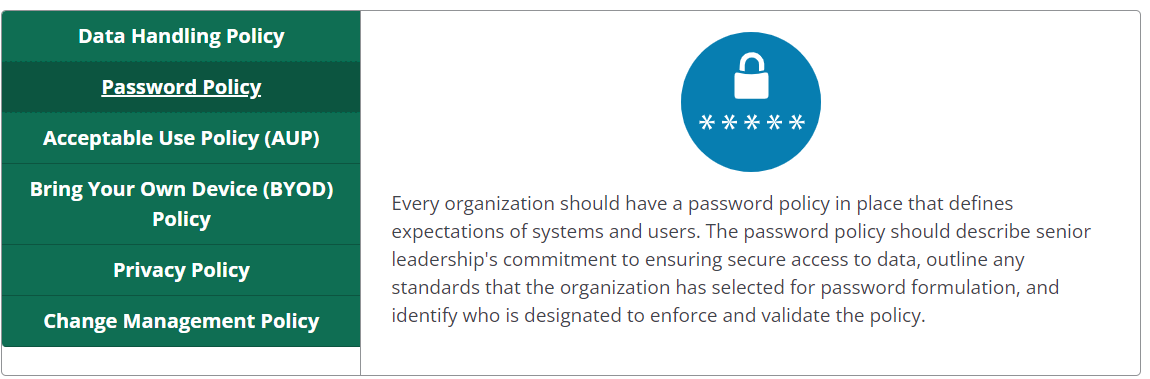 Data Handling Policy
Password Policy
Acceptable Use Policy (AUP)
Bring Your Own Device (BYOD)
Policy
Privacy Policy
Change Management Policy
*****
Every organization should have a password policy in place that defines
expectations of systems and users. The password policy should describe senior
leadership's commitment to ensuring secure access to data, outline any
standards that the organization has selected for password formulation, and
identify who is designated to enforce and validate the policy.